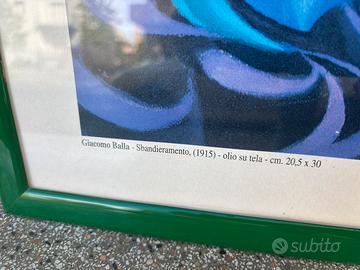 Giacomo Balla - Sbandieramento, (1915) - olio su tela - cm. 20,5 x 30
subito